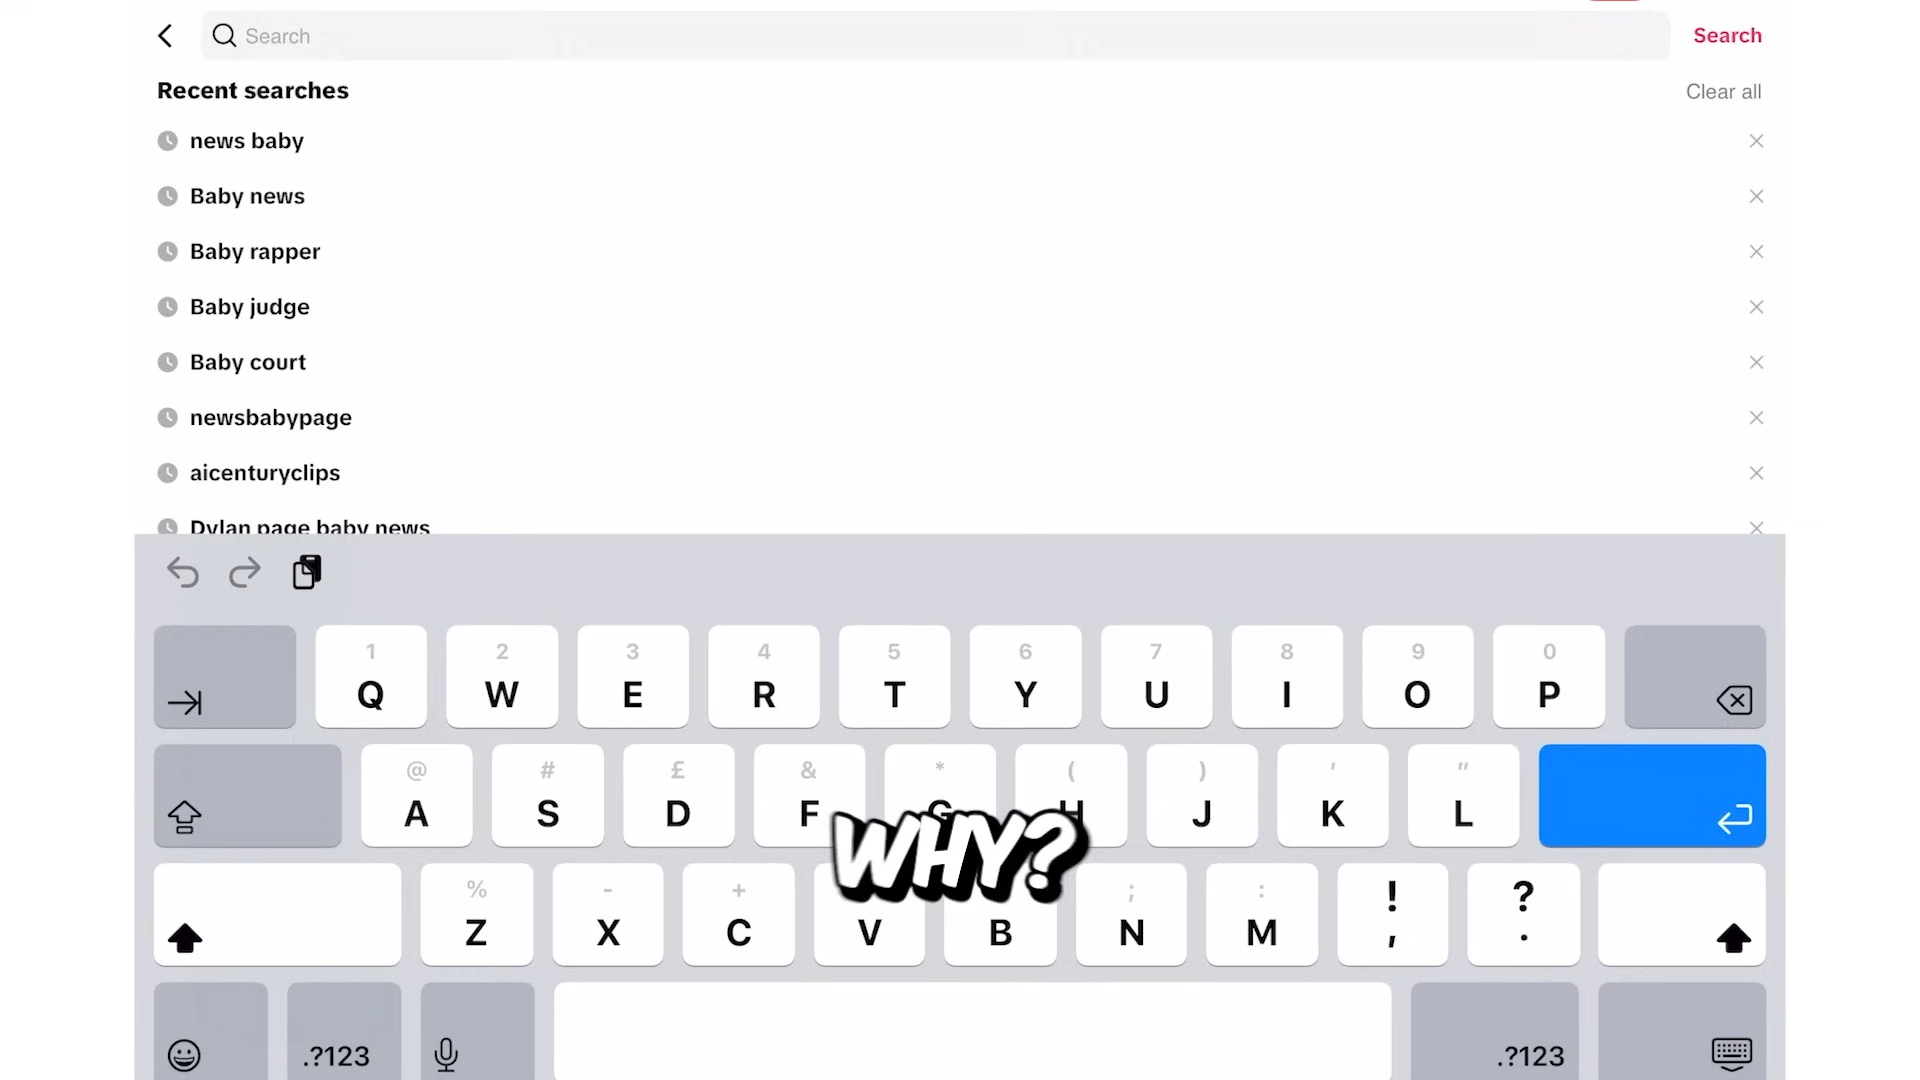 Search
Search
Recent searches
Clear all
news baby
Baby news
Baby rapper
Baby judge
Baby court
newsbabypage
aicenturyclips
Dylan page baby news
1 2 3 4 5 6 7 8 9 0
Q W E R T Y U I O P
@ # £ & * ( ) ' "
A S D F G H J K L
WHY?
% - + ; : ! ?
Z X C V B N M , .
.?123
.?123